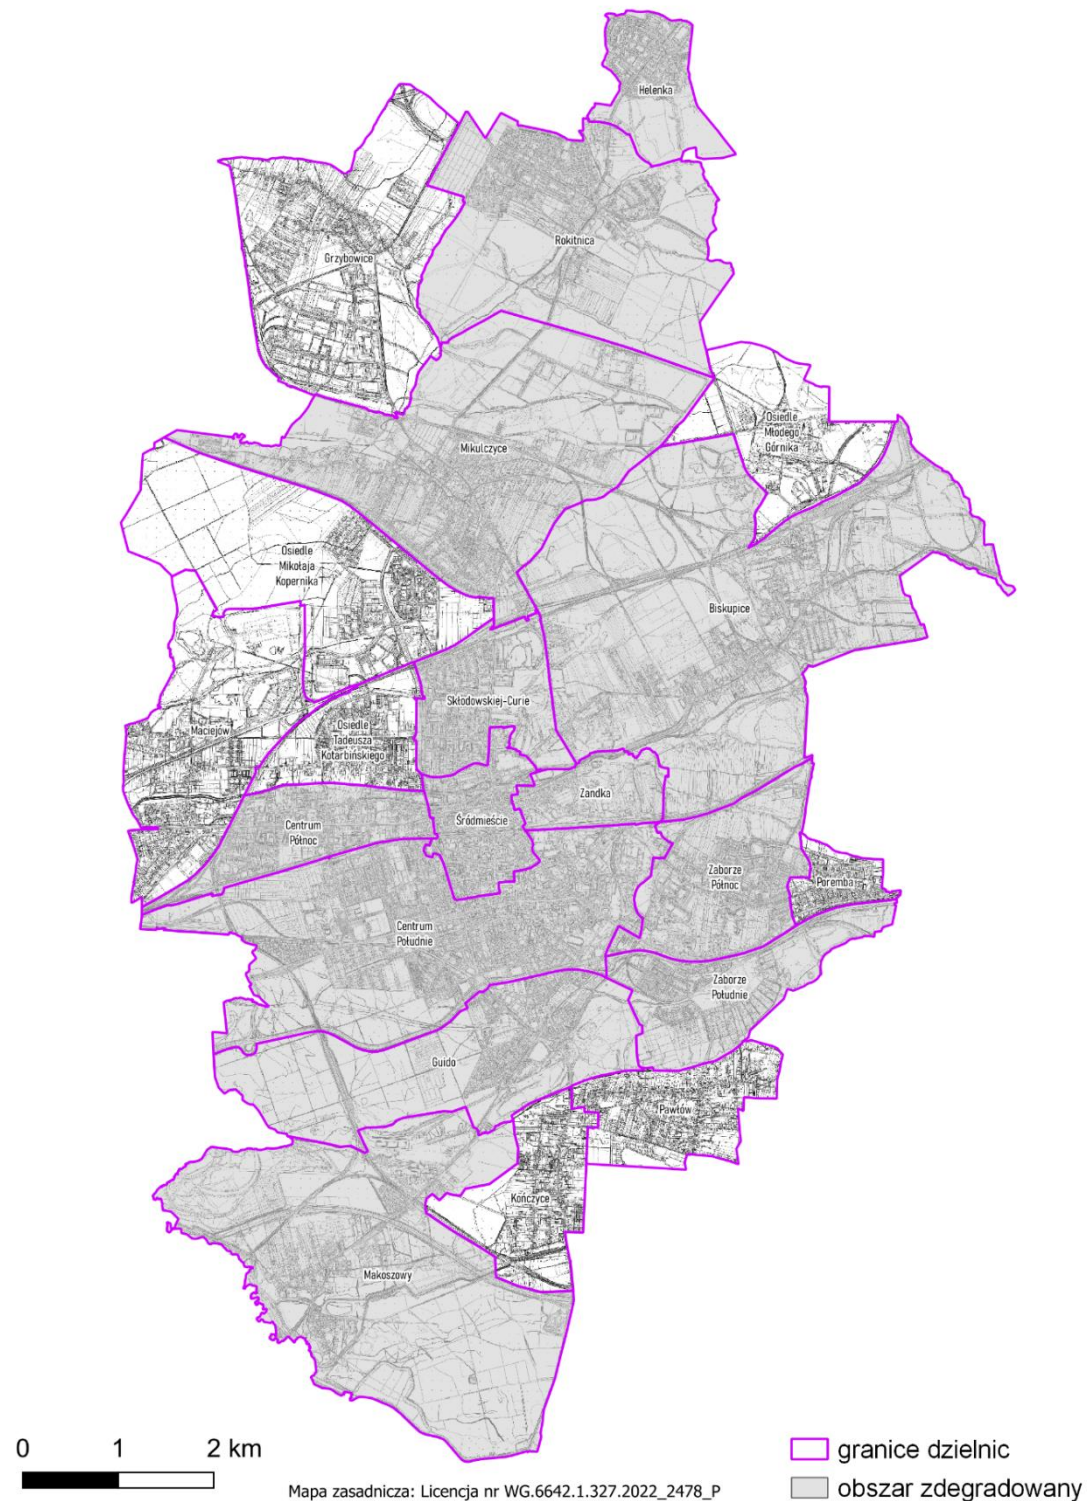 Helenka
Rokitnica
Grzybowice
Osiedle
Młodego
Górnika
Mikulczyce
Osiedle
Mikołaja
Kopernika
Biskupice
Skłodowskiej-Curie
Maciejów
Osiedle
Tadeusza
Kotarbińskiego
Zandka
Śródmieście
Centrum
Północ
Zaborze
Północ
Poremba
Centrum
Południe
Zaborze
Południe
Guido
Pawłów
Kończyce
Makoszowy
0 1 2 km
Mapa zasadnicza: Licencja nr WG.6642.1.327.2022_2478_P
granice dzielnic
obszar zdegradowany